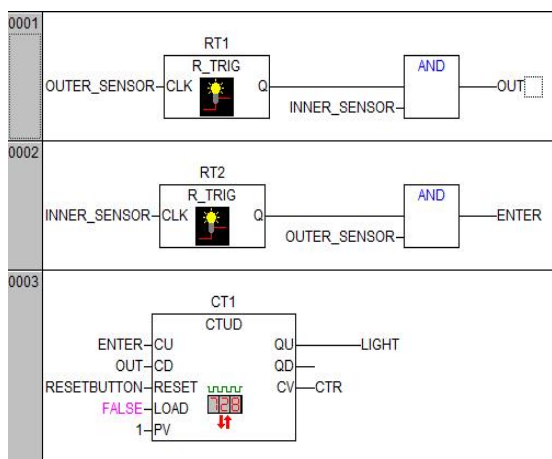 0001
RT1
R_TRIG
AND
OUTER_SENSOR CLK Q OUT
INNER_SENSOR
0002
RT2
R_TRIG
AND
INNER_SENSOR CLK Q ENTER
OUTER_SENSOR
0003
CT1
CTUD
ENTER CU QU LIGHT
OUT CD QD
RESETBUTTON RESET CV CTR
FALSE LOAD 728
1 PV